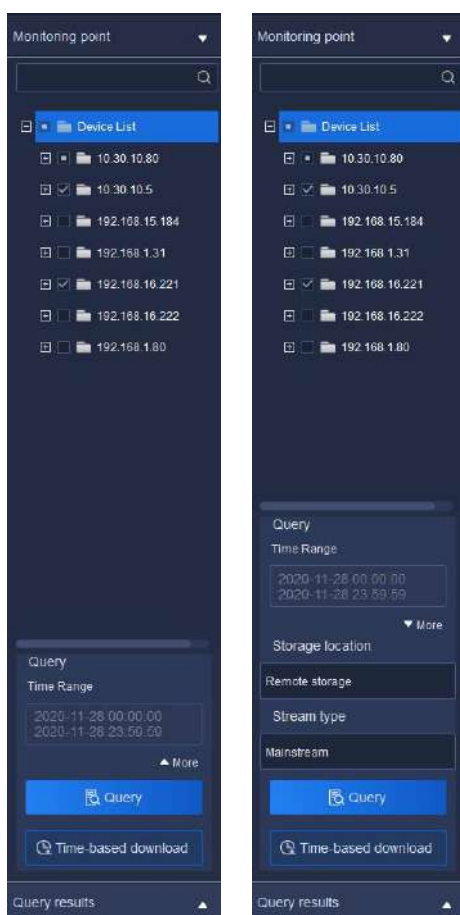 Monitoring point
Device List
10.30.10.80
10.30.10.5
192.168.15.184
192.168.1.31
192.168.16.221
192.168.16.222
192.168.1.80
Query
Time Range
2020-11-28 00:00:00
2020-11-28 23:59:59
More
Query
Time-based download
Query results
Monitoring point
Device List
10.30.10.80
10.30.10.5
192.168.15.184
192.168.1.31
192.168.16.221
192.168.16.222
192.168.1.80
Query
Time Range
2020-11-28 00:00:00
2020-11-28 23:59:59
More
Storage location
Remote storage
Stream type
Mainstream
Query
Time-based download
Query results